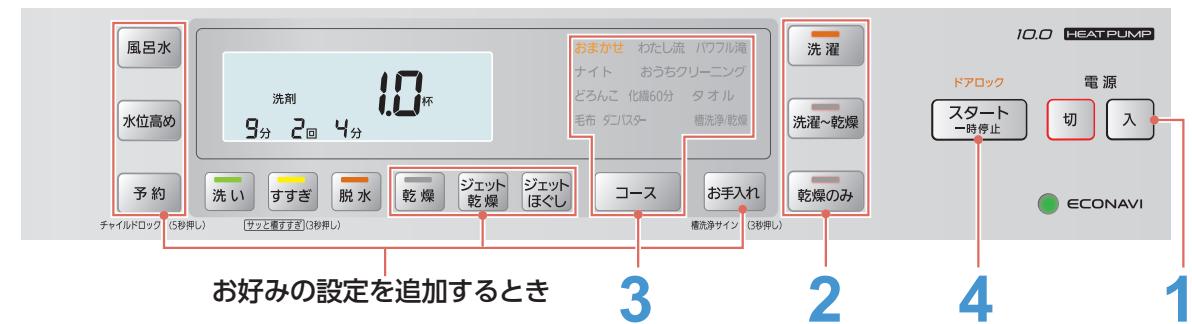 風呂水
水位高め
予約
チャイルドロック (5秒押し)
洗剤 1.0杯
9分 2回 4分
おまかせ わたし流 パワフル滝
ナイト おうちクリーニング
どろんこ 化繊60分 タオル
毛布 ダニバスター 槽洗浄/乾燥
洗い
すすぎ
脱水
乾燥
ジェット
乾燥
ジェット
ほぐし
コース
お手入れ
サッと槽すすぎ(3秒押し)
槽洗浄サイン (3秒押し)
洗濯
洗濯~乾燥
乾燥のみ
10.0 HEAT PUMP
ドアロック
スタート
一時停止
電源
切
入
ECONAVI
お好みの設定を追加するとき
3
2
4
1